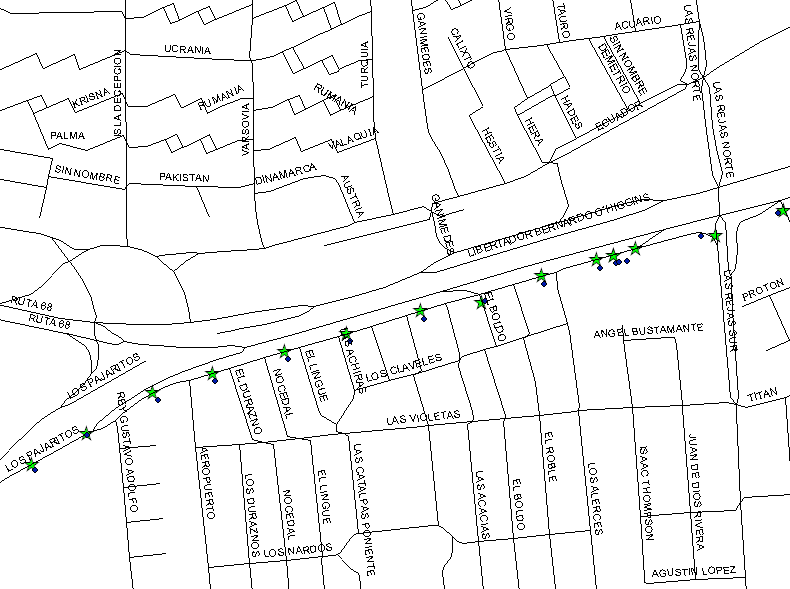 VIRGO
TAURO
LAS REJAS NORTE
ACUARIO
GANIMEDES
CALIXTO
TURQUIA
UCRANIA
ISLA DECEPCION
SIN NOMBRE
DEMETRIO
KRISNA
RUMANIA
RUMANIA
HADES
LAS REJAS NORTE
ECUADOR
HERA
HESTIA
PALMA
VARSOVIA
VALAQUIA
SIN NOMBRE
PAKISTAN
DINAMARCA
AUSTRIA
GANIMEDES
LIBERTADOR BERNARDO O'HIGGINS
RUTA 68
RUTA 68
EL BOLDO
LAS REJAS SUR
PROTON
ANGEL BUSTAMANTE
LOS PAJARITOS
EL DURAZNO
NOCEDAL
EL LINGUE
LAS ACHIRAS
LOS CLAVELES
TITAN
LAS VIOLETAS
LOS PAJARITOS
REY GUSTAVO ADOLFO
AEROPUERTO
LOS DURAZNOS
NOCEDAL
EL LINGUE
LAS CATALPAS PONIENTE
LAS ACACIAS
EL BOLDO
EL ROBLE
LOS ALERCES
ISAAC THOMPSON
JUAN DE DIOS RIVERA
LOS NARDOS
AGUSTIN LOPEZ